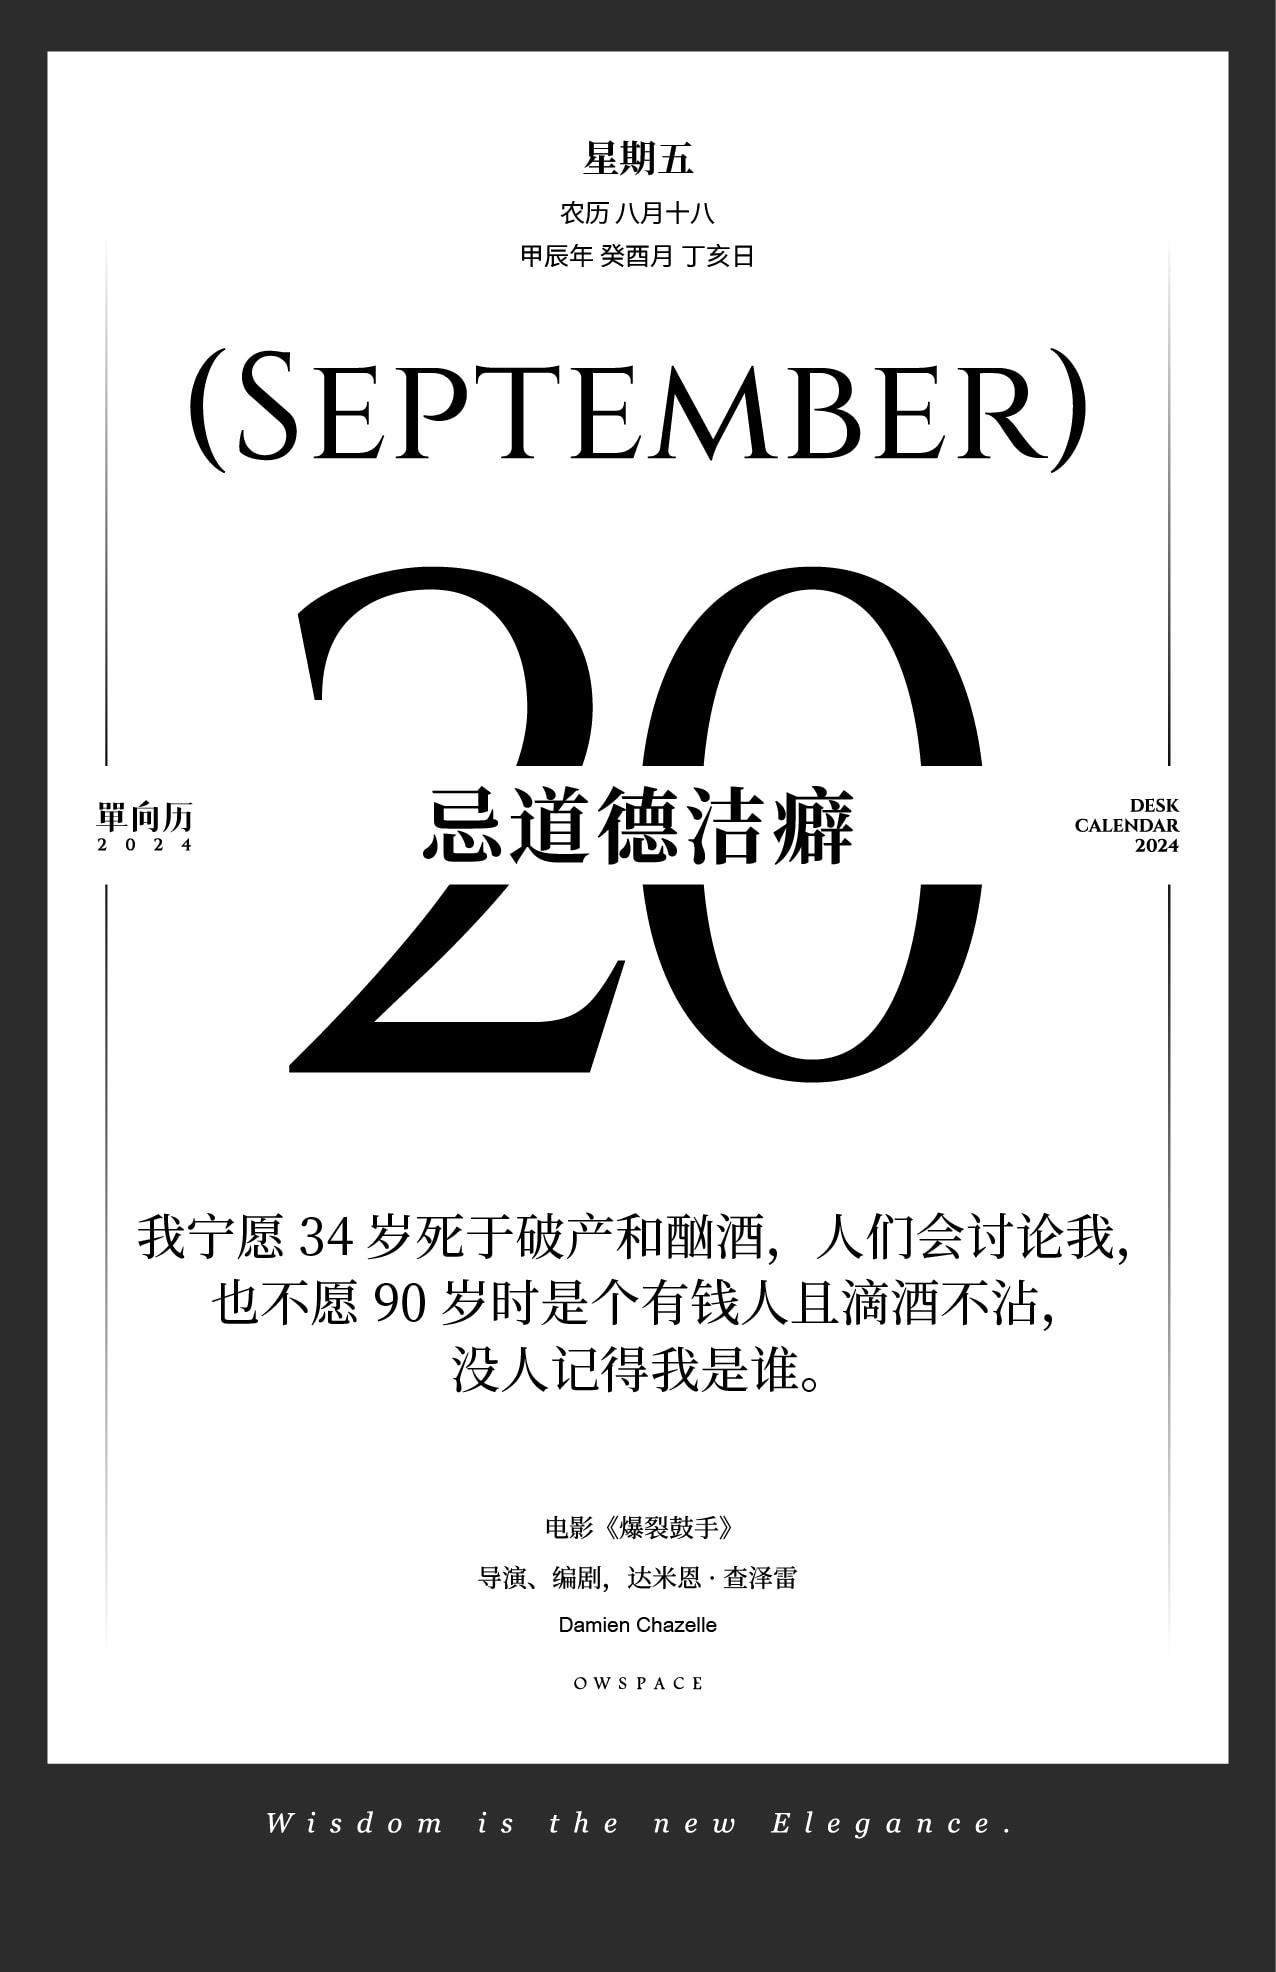 星期五
农历 八月十八
甲辰年 癸酉月 丁亥日
(SEPTEMBER)
20
單向历
2024
忌道德洁癖
DESK
CALENDAR
2024
我宁愿 34 岁死于破产和酗酒，人们会讨论我，
也不愿 90 岁时是个有钱人且滴酒不沾，
没人记得我是谁。
电影《爆裂鼓手》
导演、编剧，达米恩 · 查泽雷
Damien Chazelle
OWSPACE
Wisdom is the new Elegance.